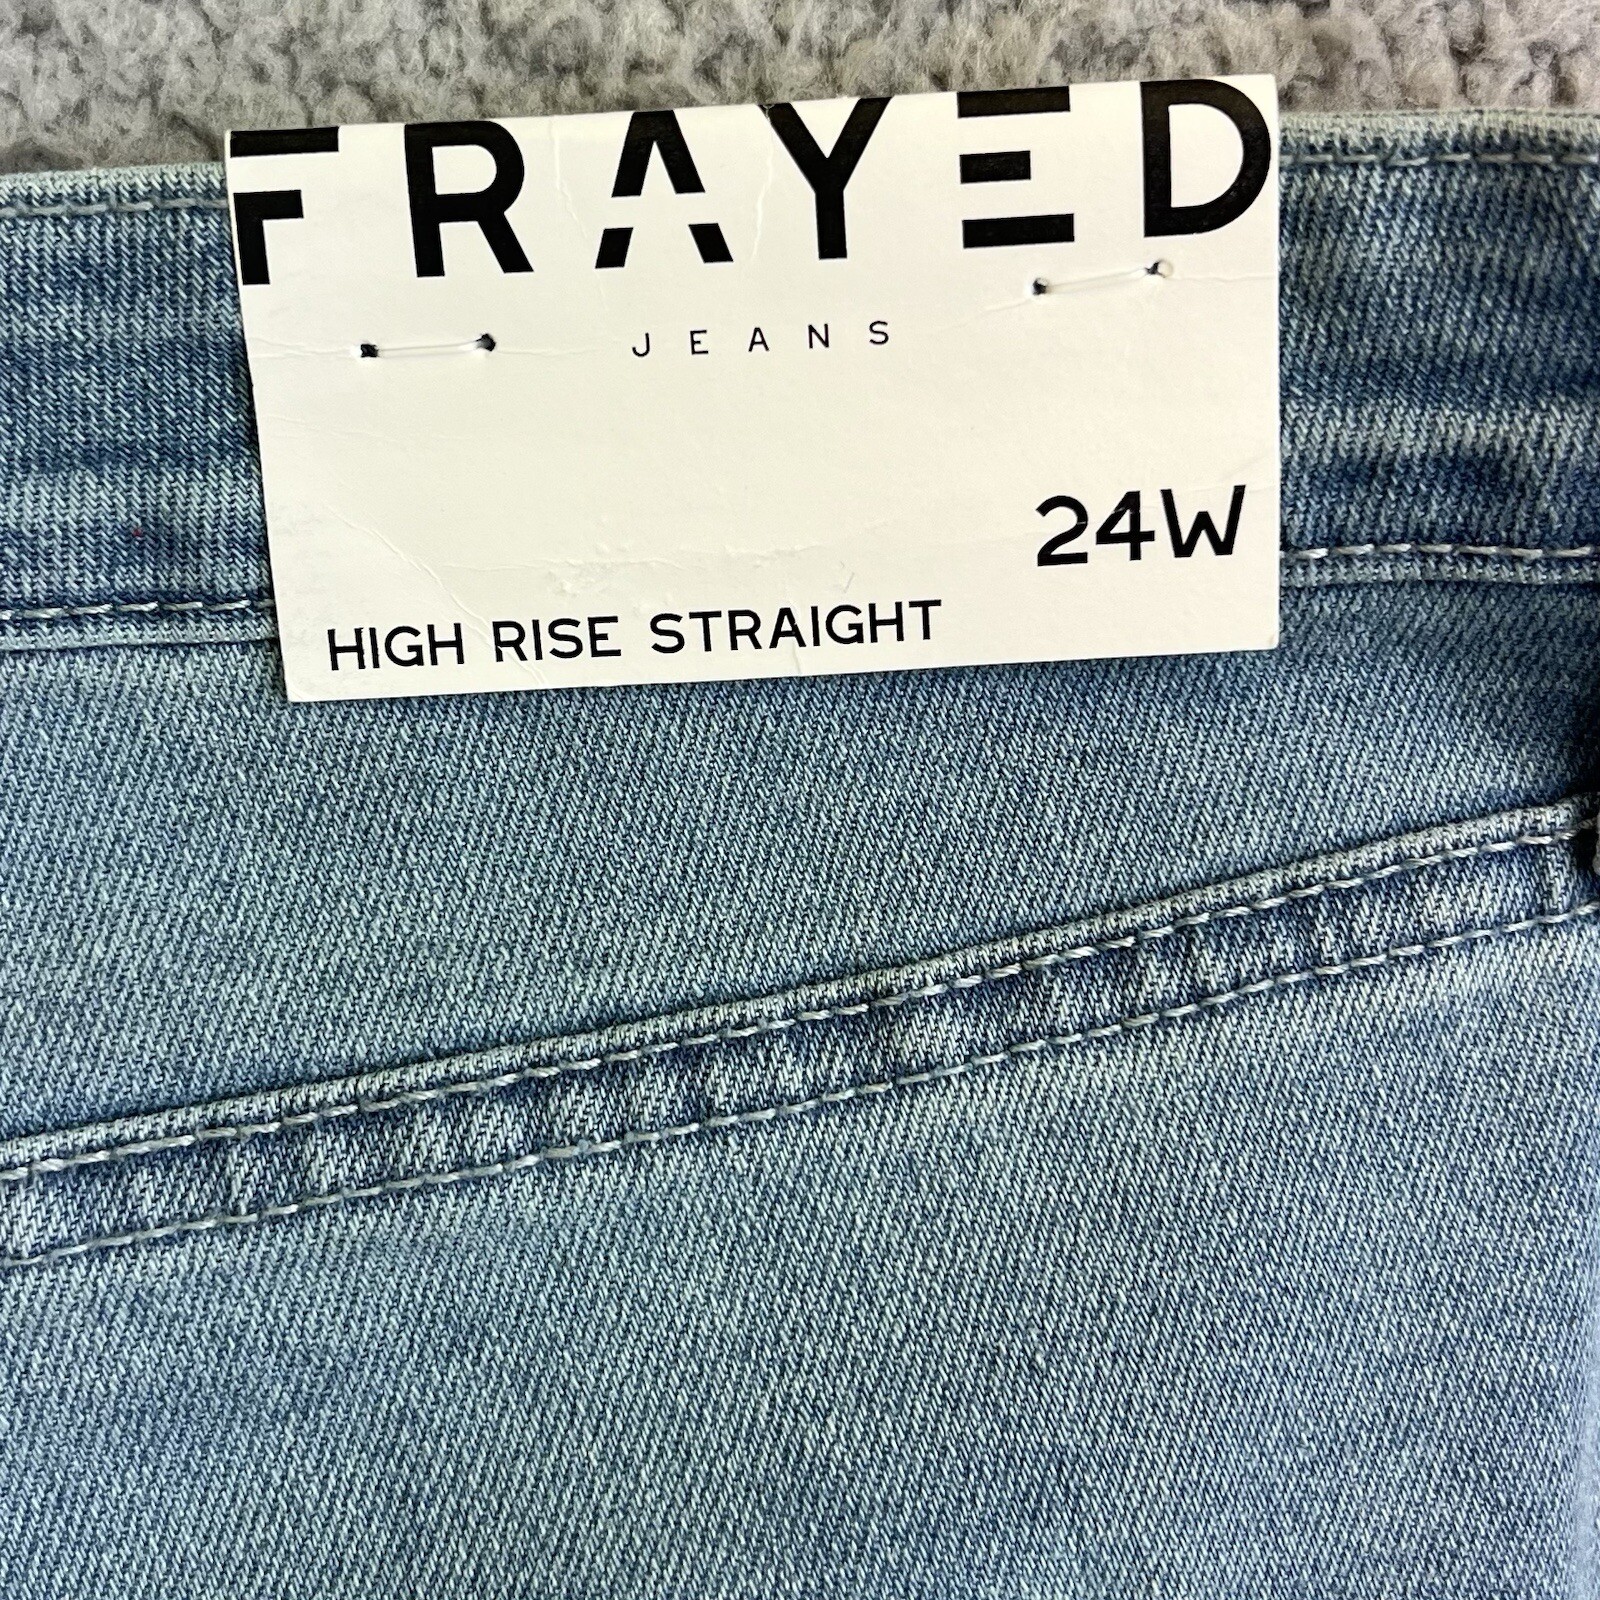 FRAYED
JEANS
24W
HIGH RISE STRAIGHT